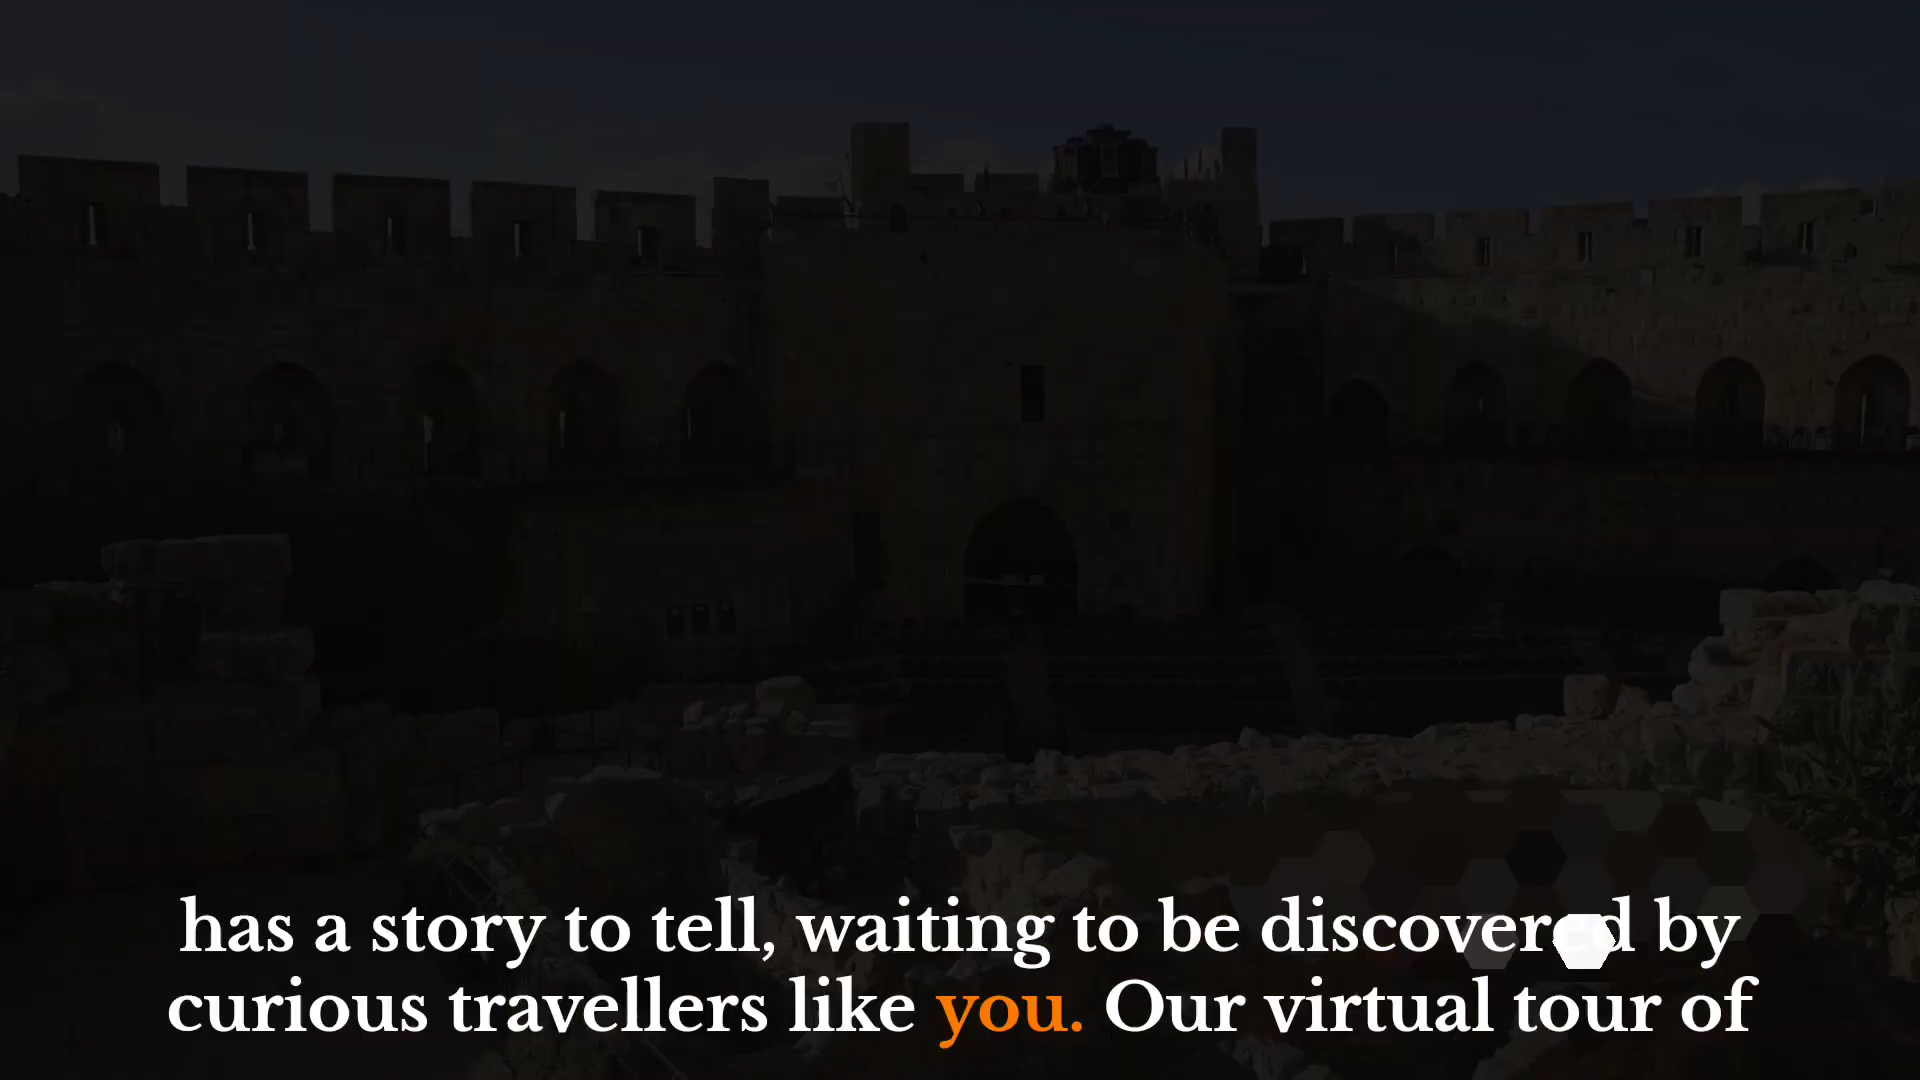 has a story to tell, waiting to be discovered by
curious travellers like you. Our virtual tour of